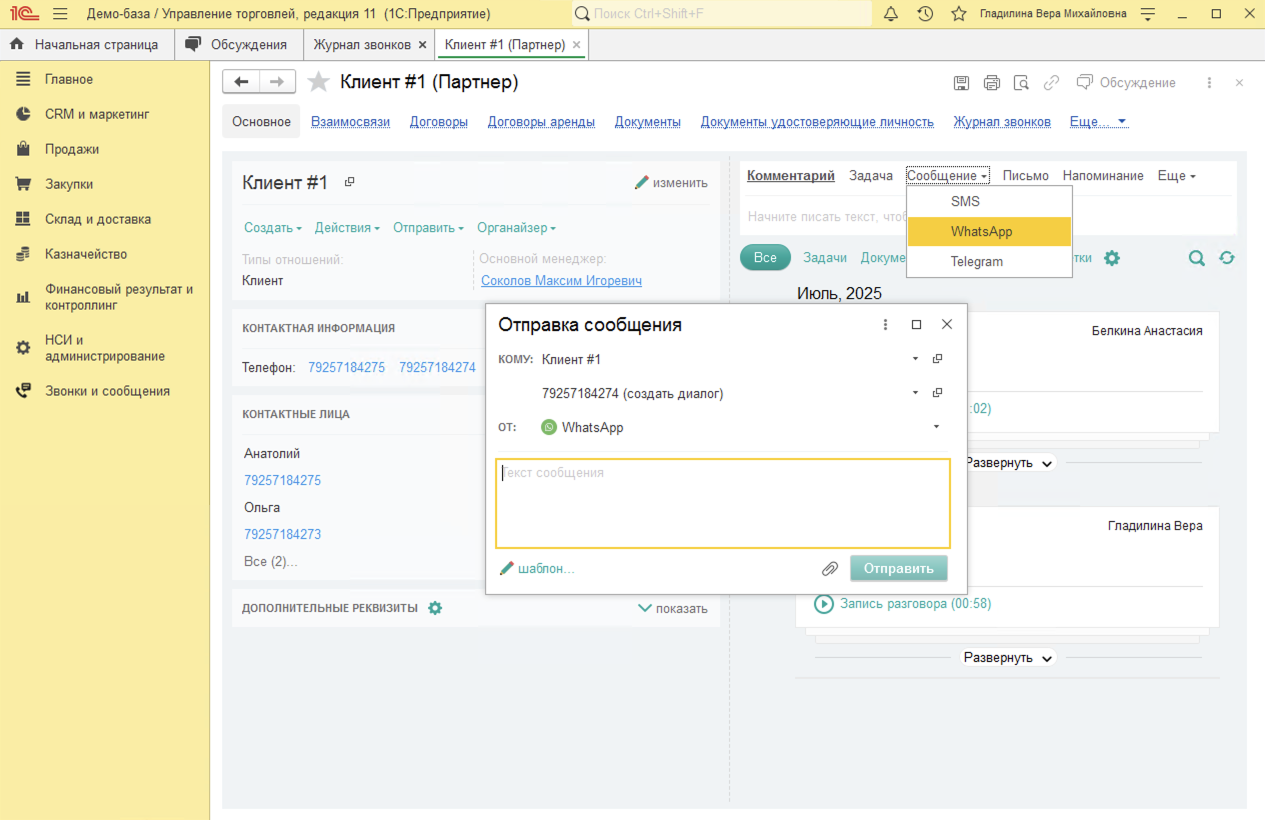 1С Демо-база / Управление торговлей, редакция 11 (1С:Предприятие) Поиск Ctrl+Shift+F Гладилина Вера Михайловна
Начальная страница Обсуждения Журнал звонков × Клиент #1 (Партнер) ×
Главное
CRM и маркетинг
Продажи
Закупки
Склад и доставка
Казначейство
Финансовый результат и
контроллинг
НСИ и
администрирование
Звонки и сообщения
Клиент #1 (Партнер) Обсуждение
Основное Взаимосвязи Договоры Договоры аренды Документы Документы удостоверяющие личность Журнал звонков Еще...
Клиент #1 изменить
Создать Действия Отправить Органайзер
Типы отношений: Основной менеджер:
Клиент Соколов Максим Игоревич
КОНТАКТНАЯ ИНФОРМАЦИЯ
Телефон: 79257184275 79257184274
КОНТАКТНЫЕ ЛИЦА
Анатолий
79257184275
Ольга
79257184273
Все (2)...
ДОПОЛНИТЕЛЬНЫЕ РЕКВИЗИТЫ показать
Комментарий Задача Сообщение Письмо Напоминание Еще
Начните писать текст, чтоб
SMS
WhatsApp
Telegram
Все Задачи Докуме тки
Июль, 2025
Белкина Анастасия
:02)
Развернуть
Гладилина Вера
Запись разговора (00:58)
Развернуть
Отправка сообщения
КОМУ: Клиент #1
79257184274 (создать диалог)
ОТ: WhatsApp
Текст сообщения
шаблон... Отправить